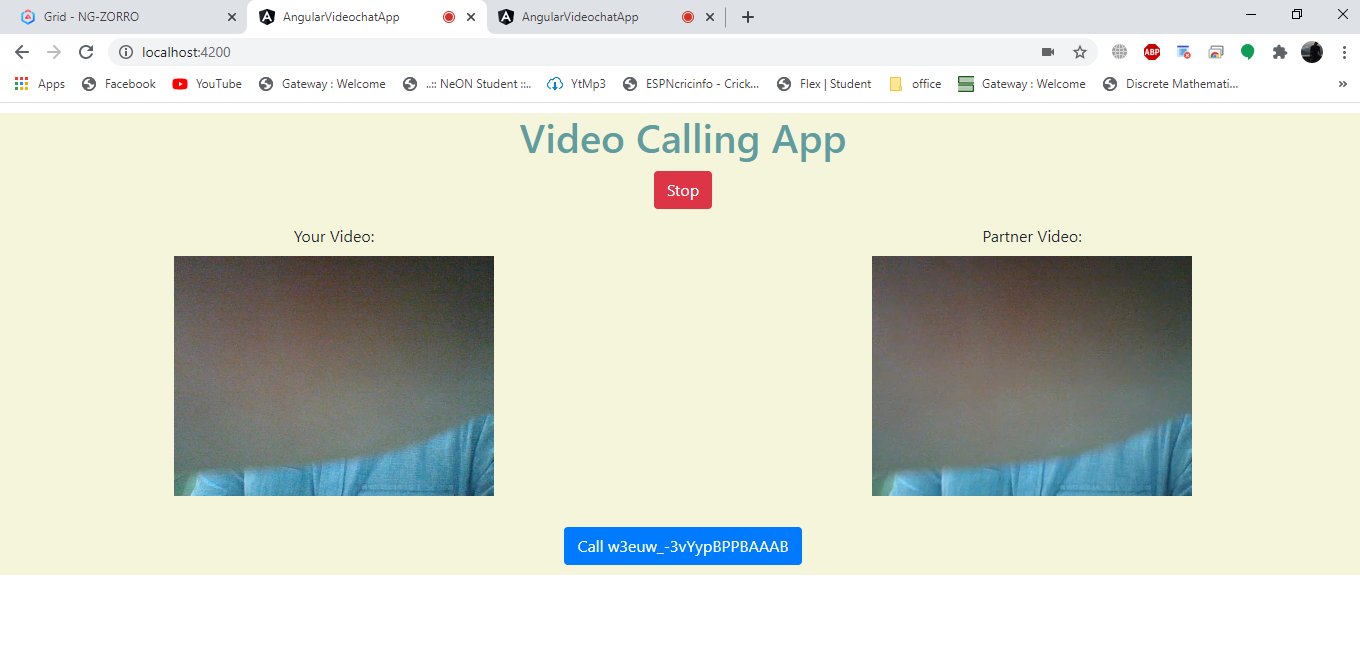 Grid - NG-ZORRO
AngularVideochatApp
AngularVideochatApp
localhost:4200
ABP
Apps
Facebook
YouTube
Gateway : Welcome
..:: NeON Student ::...
YtMp3
ESPNcricinfo - Crick...
Flex | Student
office
Gateway : Welcome
Discrete Mathemati...
»
Video Calling App
Stop
Your Video:
Partner Video:
Call w3euw_-3vYypBPPBAAAB